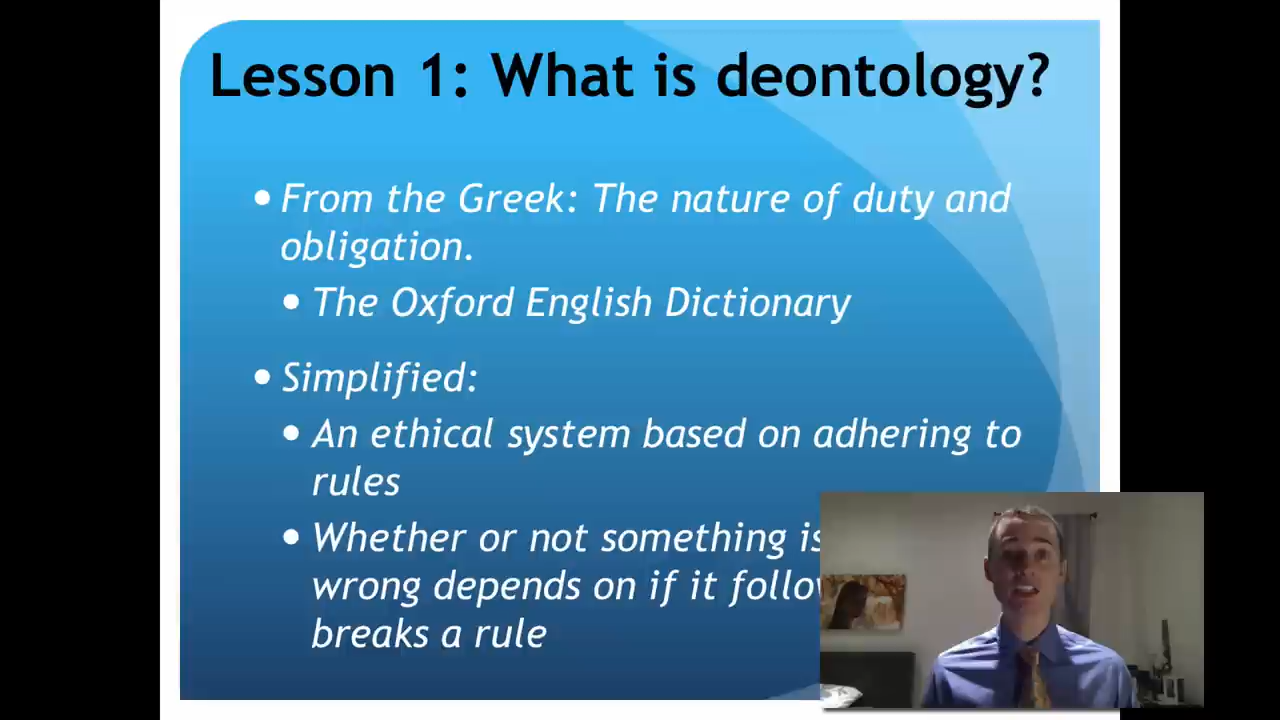 Lesson 1: What is deontology?
• From the Greek: The nature of duty and
obligation.
• The Oxford English Dictionary
• Simplified:
• An ethical system based on adhering to
rules
• Whether or not something is
wrong depends on if it
breaks a rule